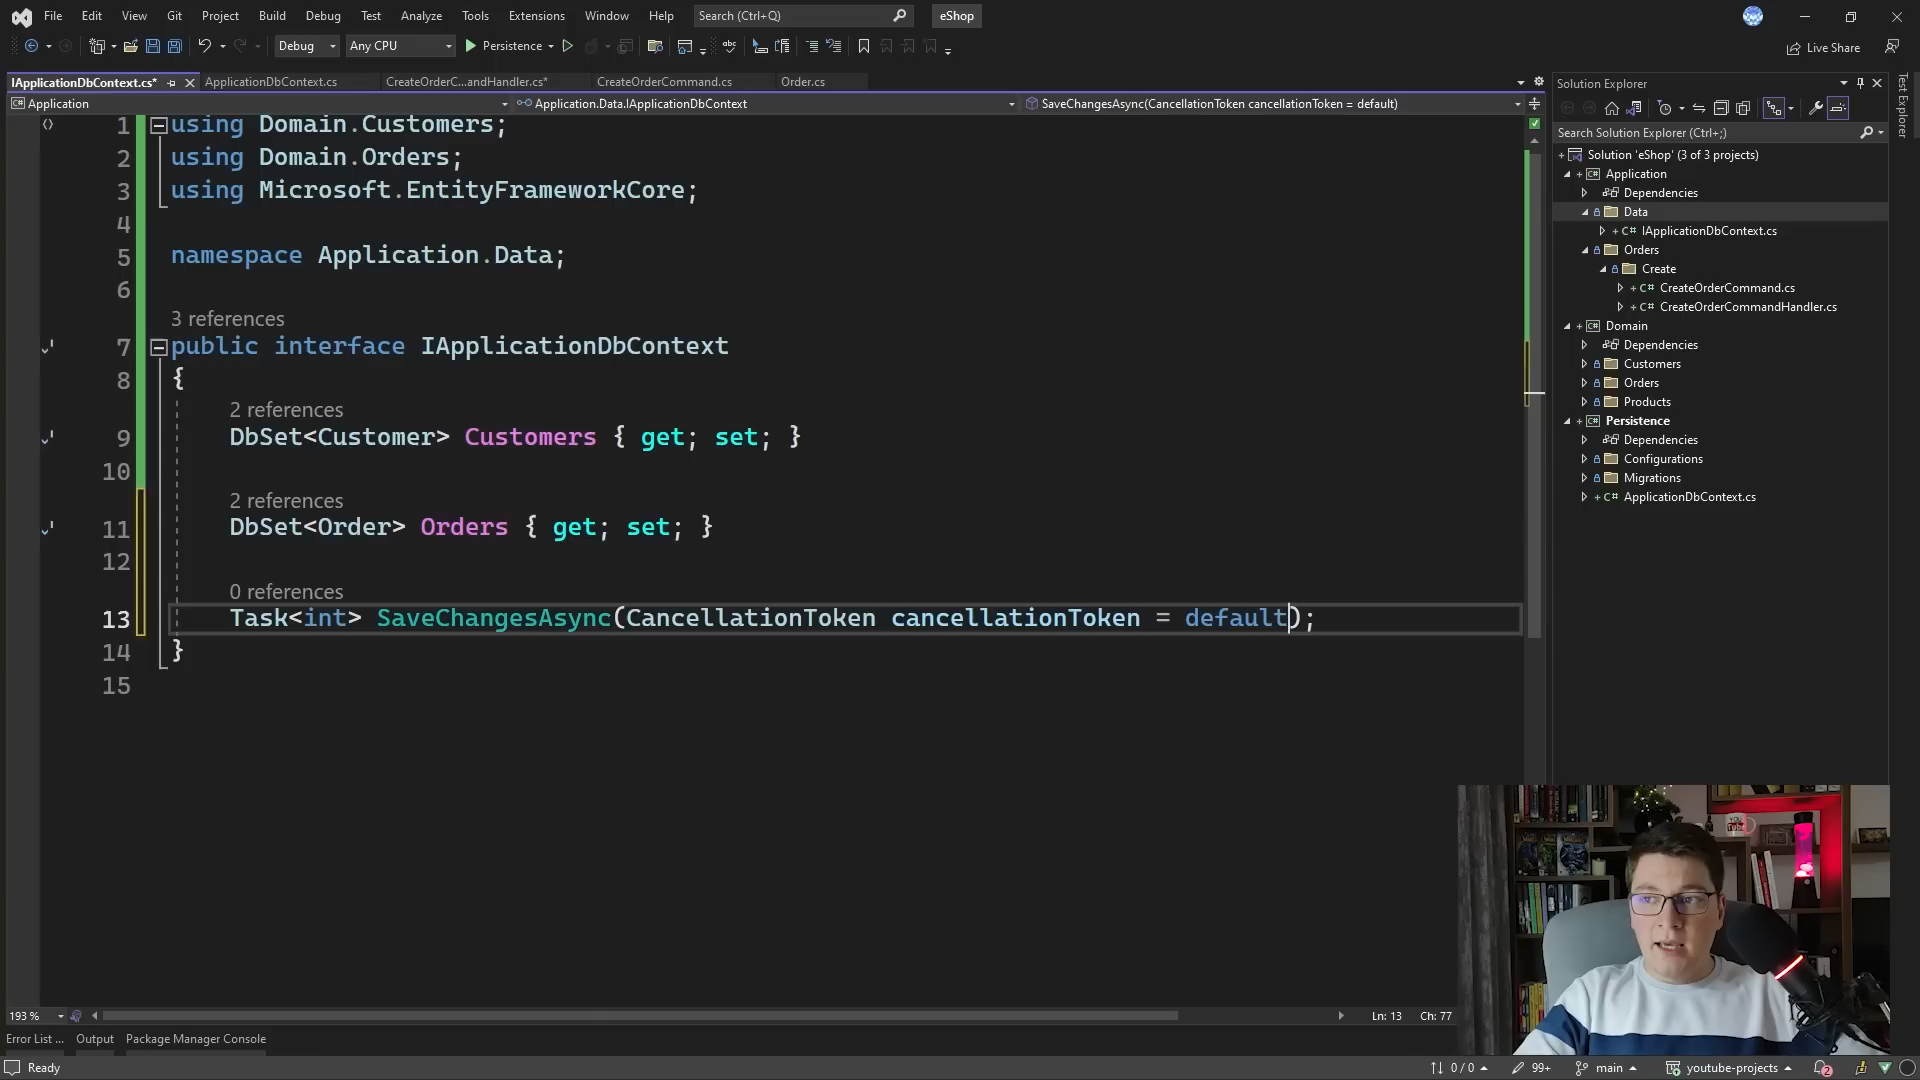 File Edit View Git Project Build Debug Test Analyze Tools Extensions Window Help Search (Ctrl+Q) eShop
Debug Any CPU Persistence Live Share
IApplicationDbContext.cs* ApplicationDbContext.cs CreateOrderC...andHandler.cs* CreateOrderCommand.cs Order.cs
Application Application.Data.IApplicationDbContext SaveChangesAsync(CancellationToken cancellationToken = default)
1 using Domain.Customers;
2 using Domain.Orders;
3 using Microsoft.EntityFrameworkCore;
4
5 namespace Application.Data;
6
3 references
7 public interface IApplicationDbContext
8 {
2 references
9 DbSet<Customer> Customers { get; set; }
10
2 references
11 DbSet<Order> Orders { get; set; }
12
0 references
13 Task<int> SaveChangesAsync(CancellationToken cancellationToken = default);
14 }
15
193 % Ln: 13 Ch: 77
Error List ... Output Package Manager Console
Ready 0 / 0 99+ main youtube-projects 2
Solution Explorer
Search Solution Explorer (Ctrl+;)
Solution 'eShop' (3 of 3 projects)
Application
Dependencies
Data
C# IApplicationDbContext.cs
Orders
Create
C# CreateOrderCommand.cs
C# CreateOrderCommandHandler.cs
Domain
Dependencies
Customers
Orders
Products
Persistence
Dependencies
Configurations
Migrations
C# ApplicationDbContext.cs
Test Explorer